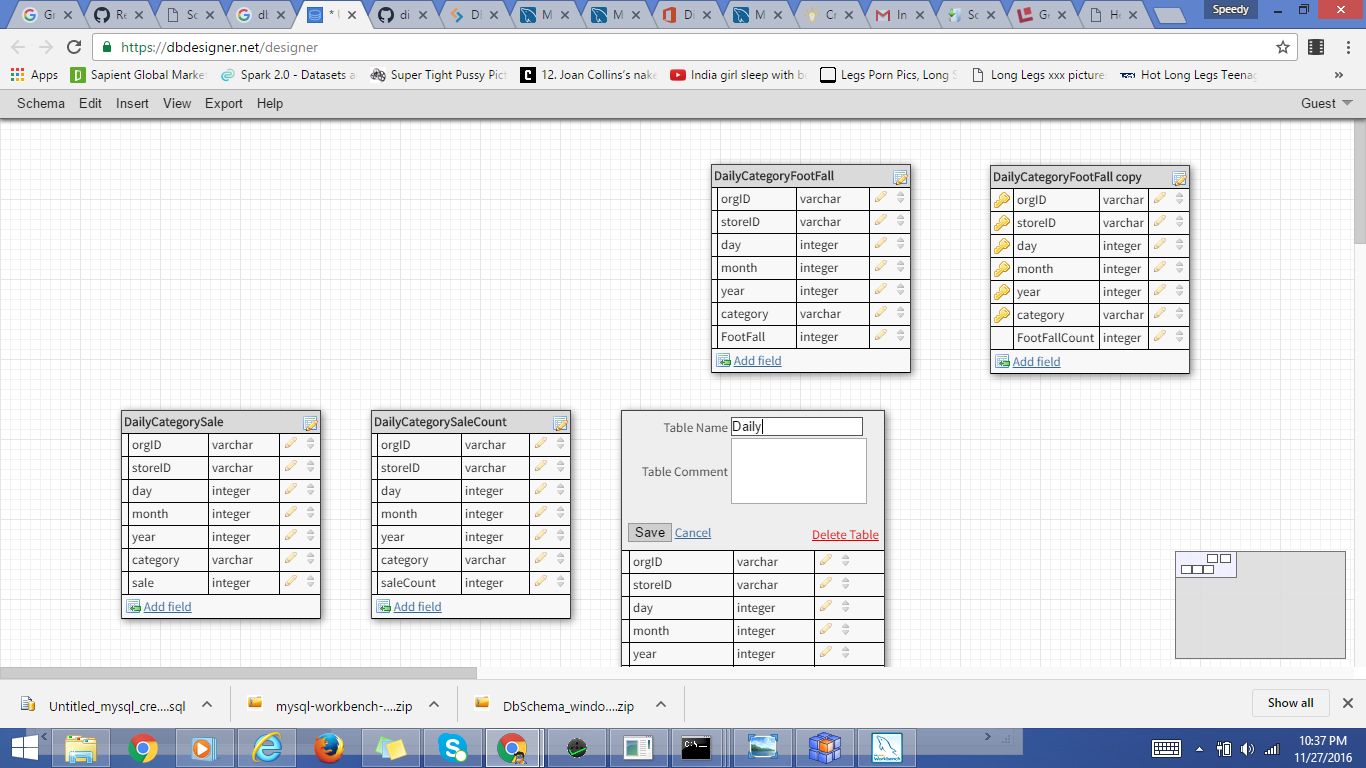 Gr Re Sc db * U di DI M M Di M Cr In Sc Ge He Speedy
https://dbdesigner.net/designer
Apps Sapient Global Marke Spark 2.0 - Datasets a Super Tight Pussy Pict 12. Joan Collins's nake India girl sleep with b Legs Porn Pics, Long S Long Legs xxx picture Hot Long Legs Teenag »
Schema Edit Insert View Export Help Guest
DailyCategoryFootFall
orgID varchar
storeID varchar
day integer
month integer
year integer
category varchar
FootFall integer
Add field
DailyCategoryFootFall copy
orgID varchar
storeID varchar
day integer
month integer
year integer
category varchar
FootFallCount integer
Add field
DailyCategorySale
orgID varchar
storeID varchar
day integer
month integer
year integer
category varchar
sale integer
Add field
DailyCategorySaleCount
orgID varchar
storeID varchar
day integer
month integer
year integer
category varchar
saleCount integer
Add field
Table Name Daily
Table Comment
Save Cancel Delete Table
orgID varchar
storeID varchar
day integer
month integer
year integer
Untitled_mysql_cre....sql mysql-workbench-....zip DbSchema_windo....zip Show all
10:37 PM
11/27/2016